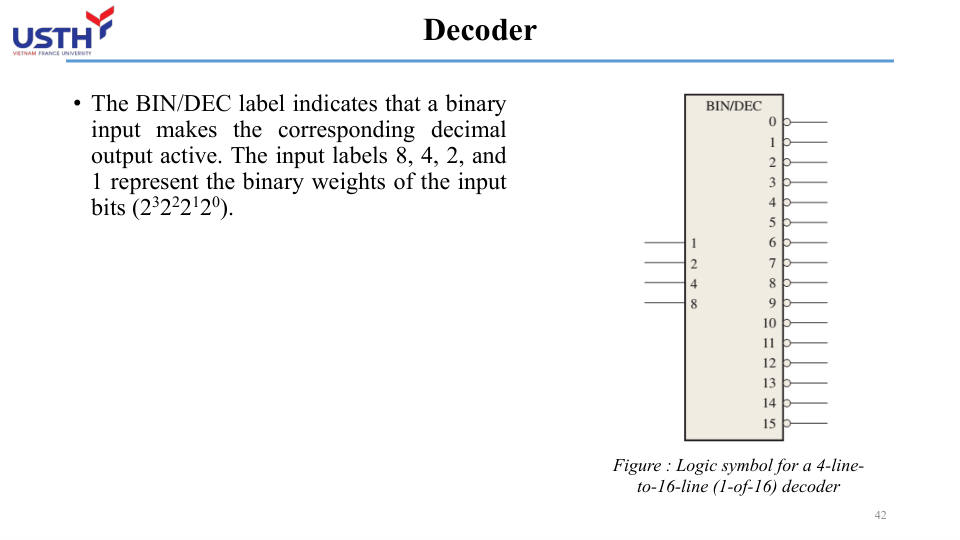 USTH
VIETNAM FRANCE UNIVERSITY
Decoder
• The BIN/DEC label indicates that a binary
input makes the corresponding decimal
output active. The input labels 8, 4, 2, and
1 represent the binary weights of the input
bits (2³2²2¹2⁰).
BIN/DEC
0
1
2
3
4
5
6
7
8
9
10
11
12
13
14
15
1
2
4
8
Figure : Logic symbol for a 4-line-
to-16-line (1-of-16) decoder
42